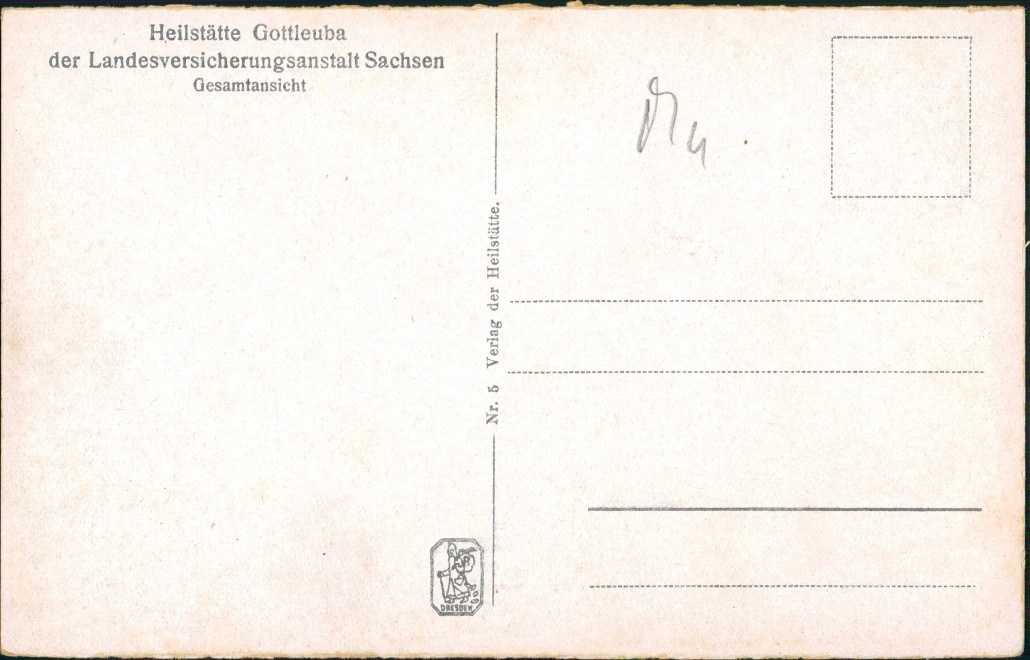 Heilstätte Gottleuba
der Landesversicherungsanstalt Sachsen
Gesamtansicht
Nr. 5 Verlag der Heilstätte.
DRESDEN